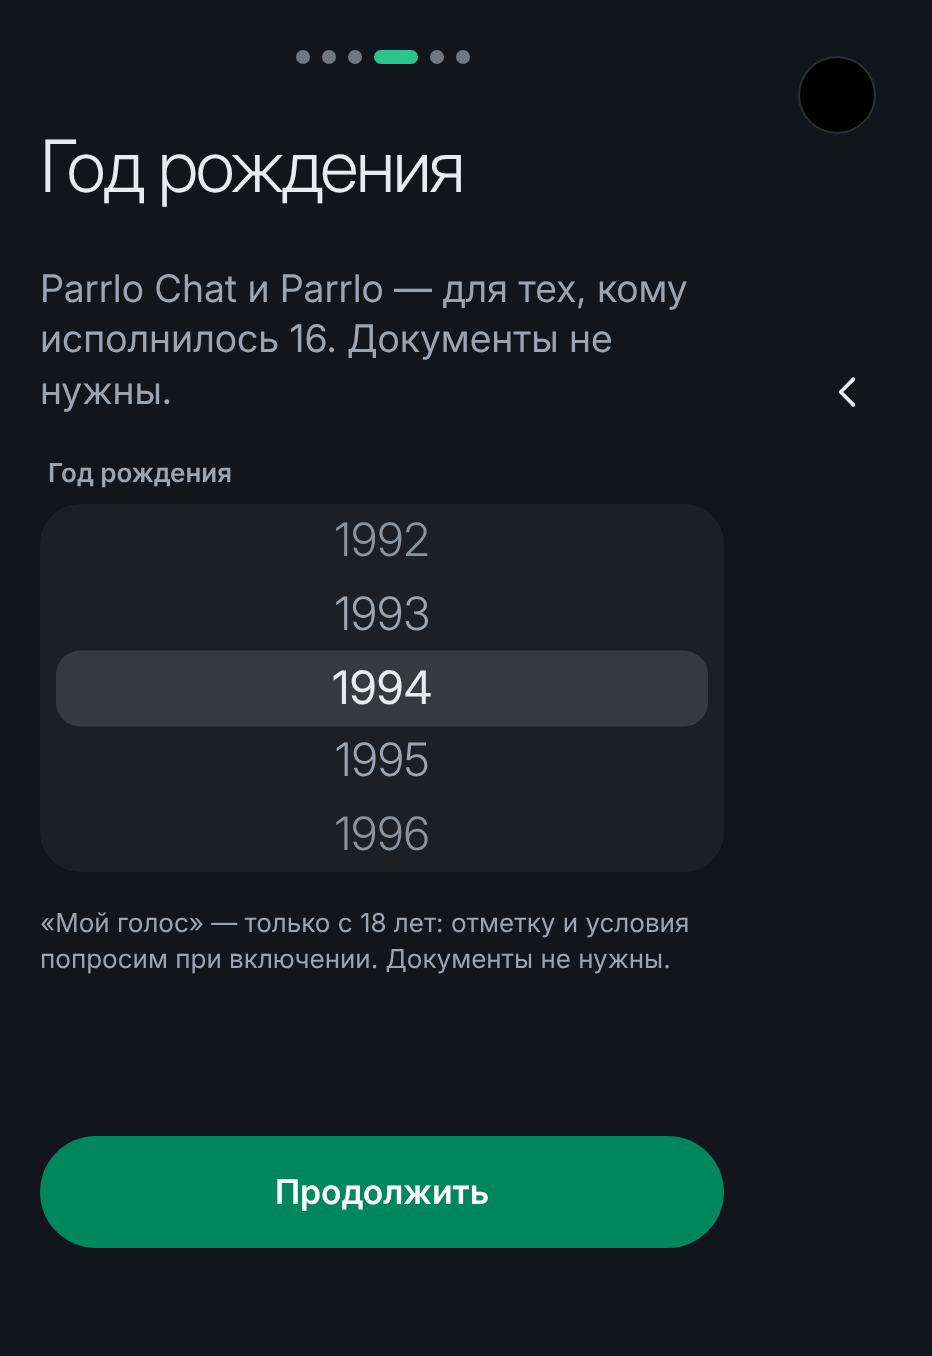 Год рождения
Parrlo Chat и Parrlo — для тех, кому
исполнилось 16. Документы не
нужны.
Год рождения
1992
1993
1994
1995
1996
«Мой голос» — только с 18 лет: отметку и условия
попросим при включении. Документы не нужны.
Продолжить